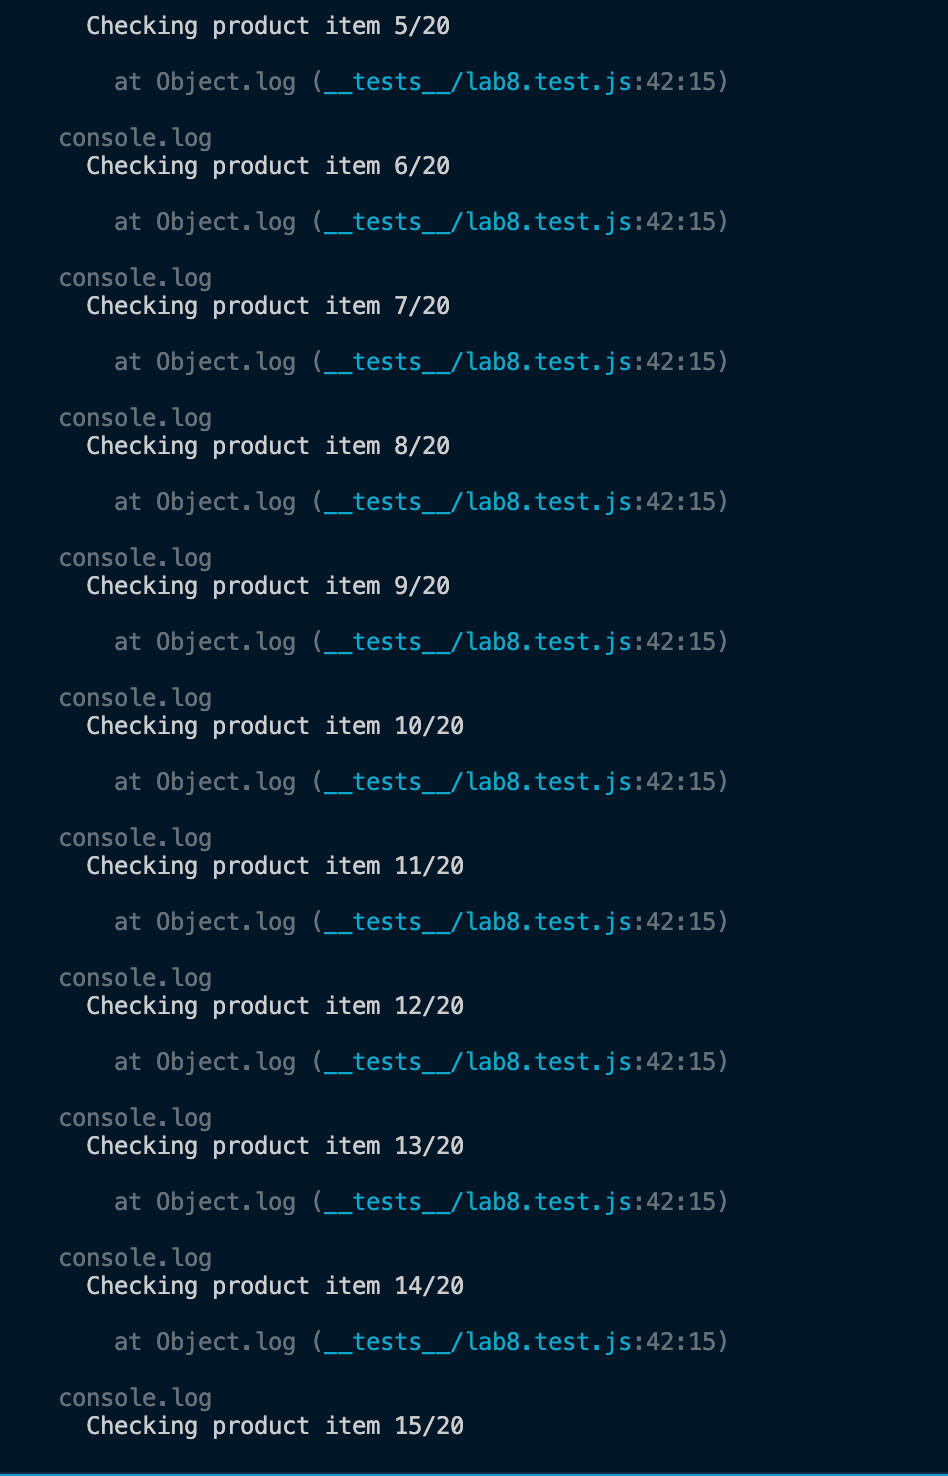 Checking product item 5/20
at Object.log (__tests__/lab8.test.js:42:15)
console.log
Checking product item 6/20
at Object.log (__tests__/lab8.test.js:42:15)
console.log
Checking product item 7/20
at Object.log (__tests__/lab8.test.js:42:15)
console.log
Checking product item 8/20
at Object.log (__tests__/lab8.test.js:42:15)
console.log
Checking product item 9/20
at Object.log (__tests__/lab8.test.js:42:15)
console.log
Checking product item 10/20
at Object.log (__tests__/lab8.test.js:42:15)
console.log
Checking product item 11/20
at Object.log (__tests__/lab8.test.js:42:15)
console.log
Checking product item 12/20
at Object.log (__tests__/lab8.test.js:42:15)
console.log
Checking product item 13/20
at Object.log (__tests__/lab8.test.js:42:15)
console.log
Checking product item 14/20
at Object.log (__tests__/lab8.test.js:42:15)
console.log
Checking product item 15/20